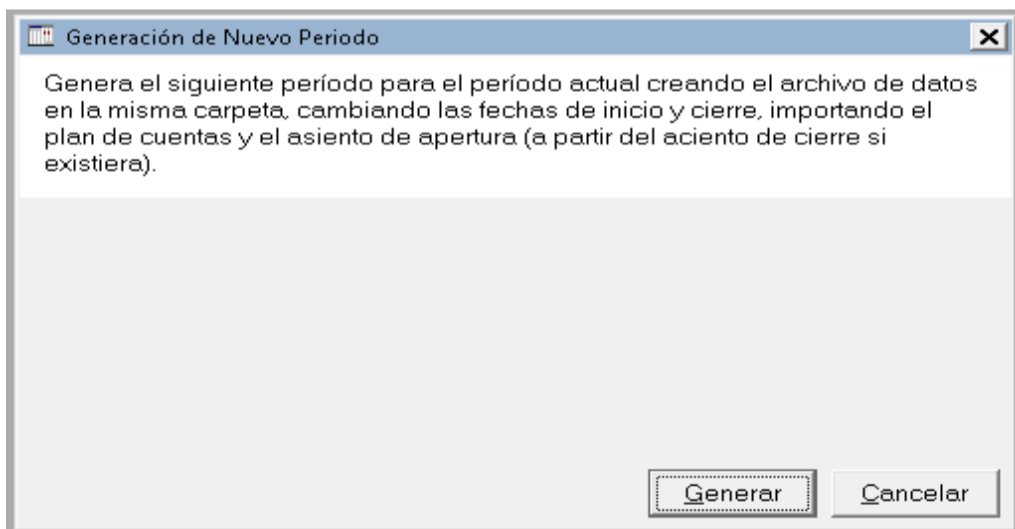 Generación de Nuevo Periodo
Genera el siguiente período para el período actual creando el archivo de datos
en la misma carpeta, cambiando las fechas de inicio y cierre, importando el
plan de cuentas y el asiento de apertura (a partir del aciento de cierre si
existiera).
Generar Cancelar